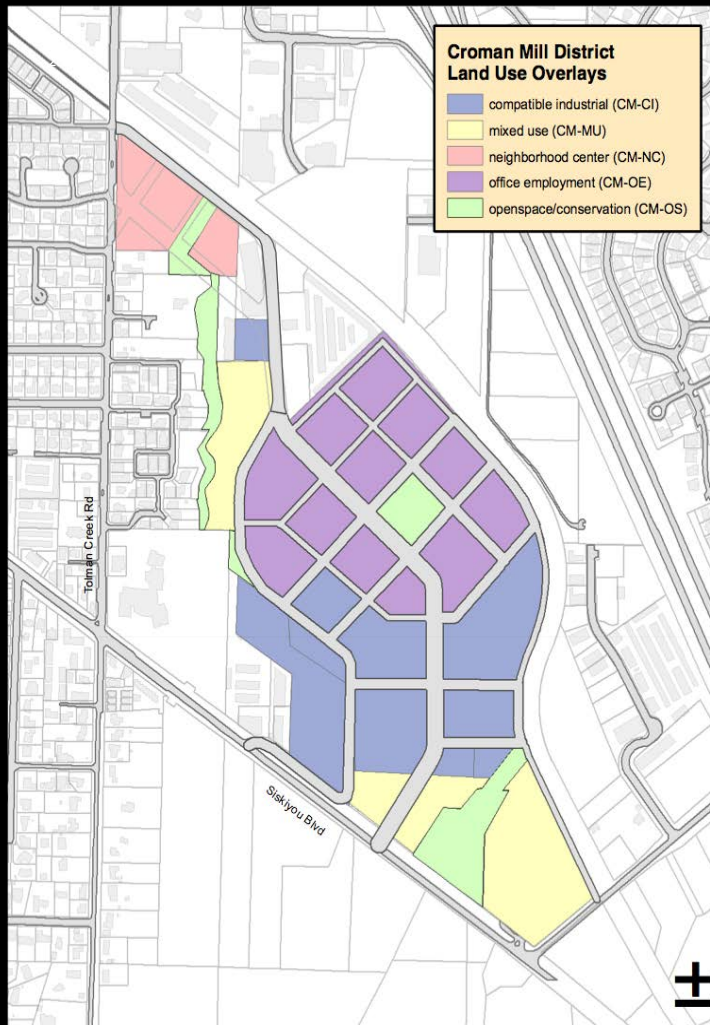 Croman Mill District
Land Use Overlays
compatible industrial (CM-CI)
mixed use (CM-MU)
neighborhood center (CM-NC)
office employment (CM-OE)
openspace/conservation (CM-OS)
Tolman Creek Rd
Siskiyou Blvd